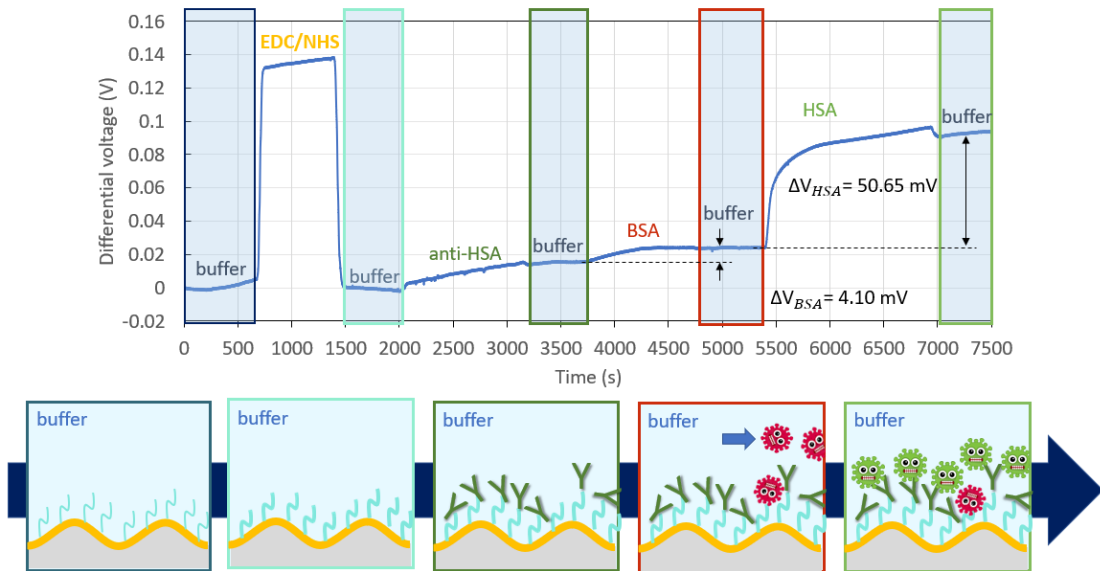 0.16
0.14
0.12
0.1
0.08
0.06
0.04
0.02
0
-0.02
Differential voltage (V)
EDC/NHS
HSA
buffer
ΔV_HSA = 50.65 mV
buffer
BSA
anti-HSA
buffer
buffer
buffer
ΔV_BSA = 4.10 mV
0 500 1000 1500 2000 2500 3000 3500 4000 4500 5000 5500 6000 6500 7000 7500
Time (s)
buffer
buffer
buffer
buffer
buffer